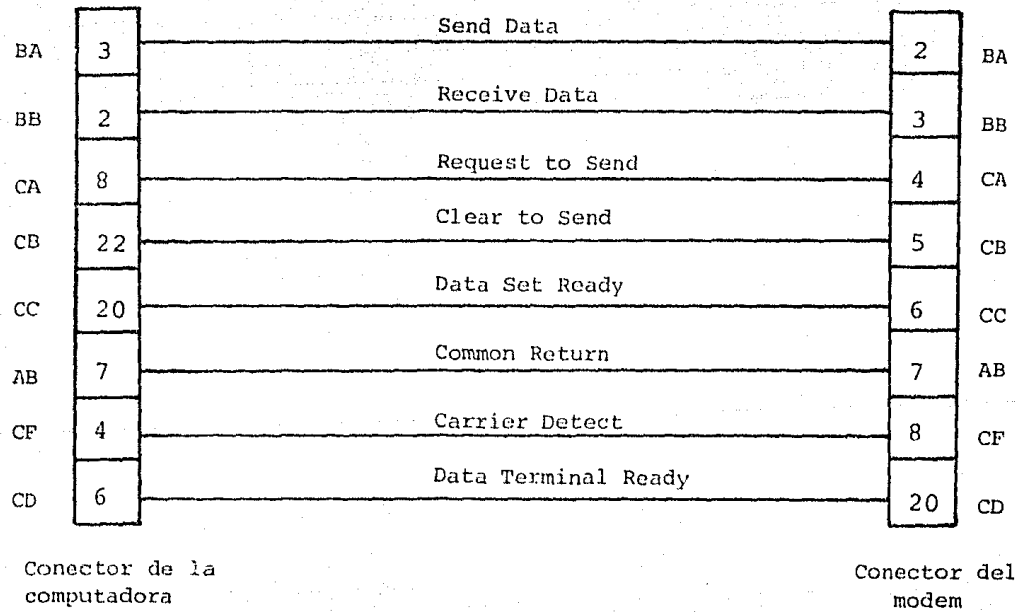 Send Data
BA 3 2 BA
Receive Data
BB 2 3 BB
Request to Send
CA 8 4 CA
Clear to Send
CB 22 5 CB
Data Set Ready
CC 20 6 CC
Common Return
AB 7 7 AB
Carrier Detect
CF 4 8 CF
Data Terminal Ready
CD 6 20 CD
Conector de la
computadora
Conector del
modem